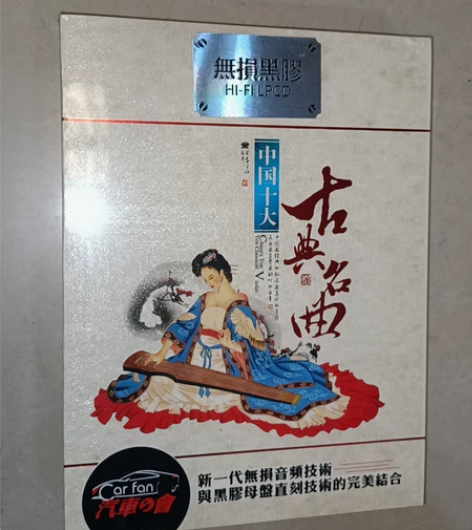 無損黑膠
HI-FI LPCD
中国十大
古典名曲
Car fan
汽車の會
新一代無損音頻技術
與黑膠母盤直刻技術的完美結合